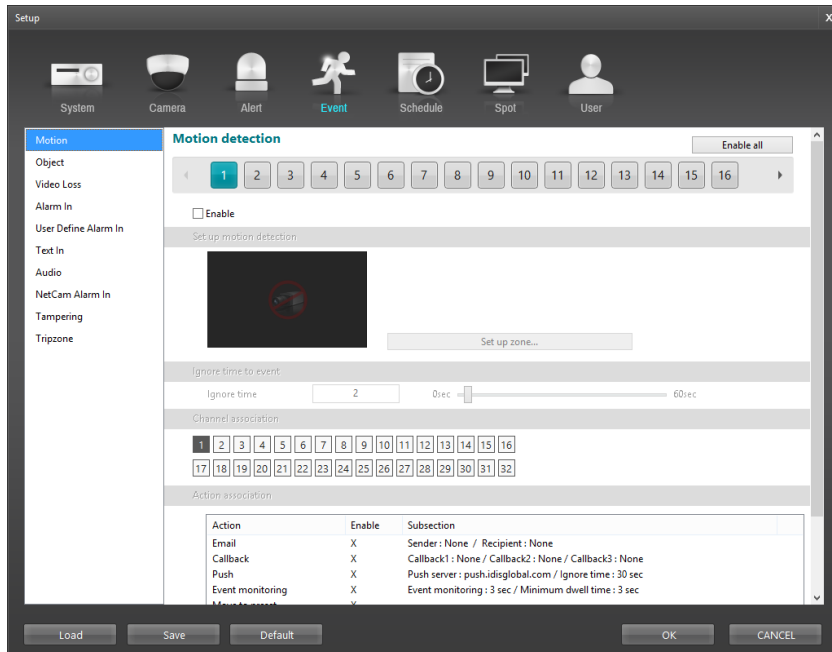 Setup X
System Camera Alert Event Schedule Spot User
Motion
Object
Video Loss
Alarm In
User Define Alarm In
Text In
Audio
NetCam Alarm In
Tampering
Tripzone
Motion detection
Enable all
1 2 3 4 5 6 7 8 9 10 11 12 13 14 15 16
Enable
Set up motion detection
Set up zone...
Ignore time to event
Ignore time 2 0sec 60sec
Channel association
1 2 3 4 5 6 7 8 9 10 11 12 13 14 15 16
17 18 19 20 21 22 23 24 25 26 27 28 29 30 31 32
Action association
Action Enable Subsection
Email X Sender : None / Recipient : None
Callback X Callback1 : None / Callback2 : None / Callback3 : None
Push X Push server : push.idisglobal.com / Ignore time : 30 sec
Event monitoring X Event monitoring : 3 sec / Minimum dwell time : 3 sec
Move to preset X
Load Save Default OK CANCEL